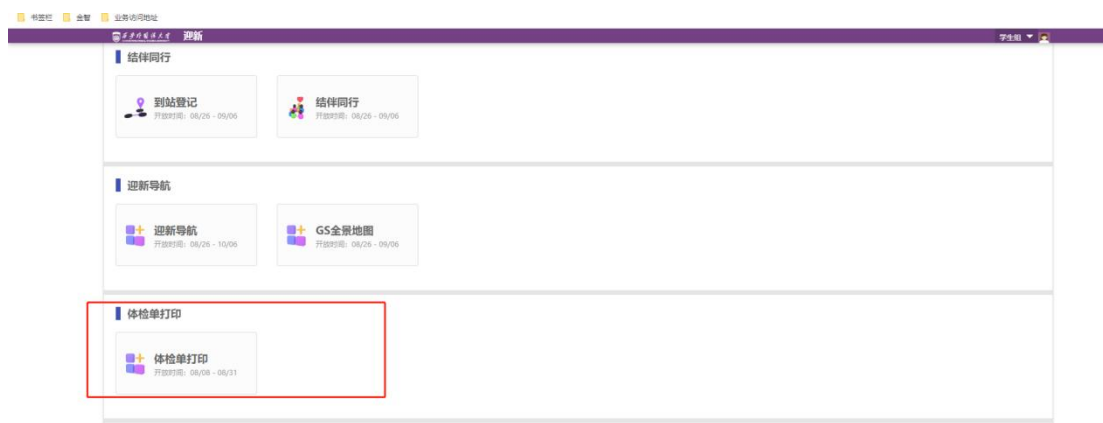 书签栏 金智 业务访问地址
迎新 学生组
结伴同行
到站登记 结伴同行
开放时间：08/26 - 09/06 开放时间：08/26 - 09/06
迎新导航
迎新导航 GS全景地图
开放时间：08/26 - 10/06 开放时间：08/26 - 09/06
体检单打印
体检单打印
开放时间：08/08 - 08/31